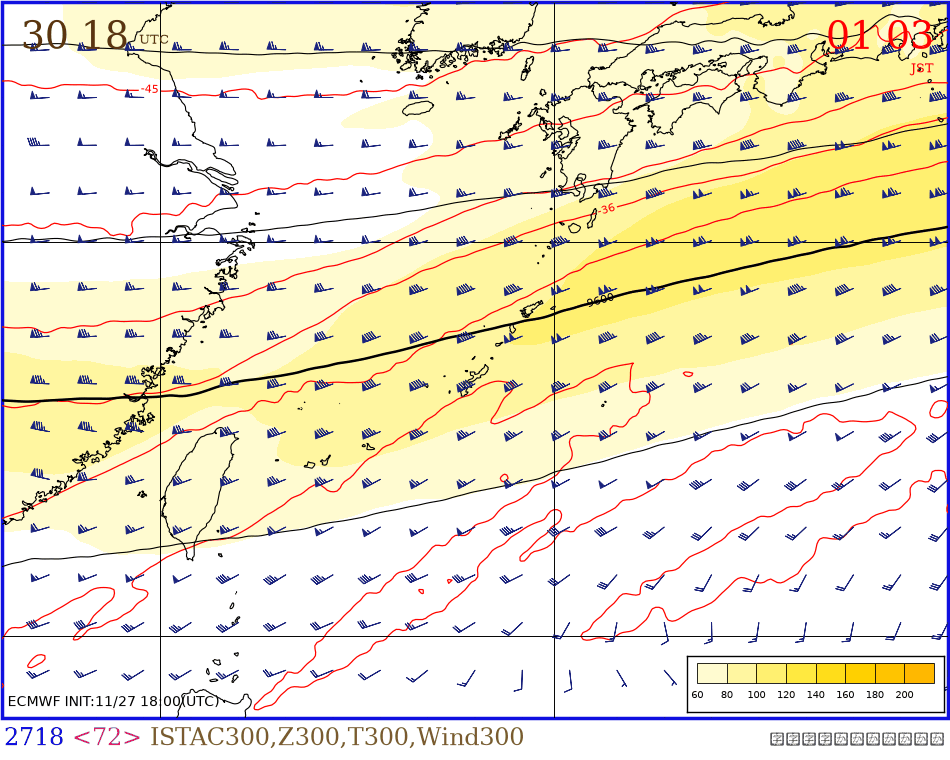 30 18 UTC
01 03
JST
-45
-36
9600
60 80 100 120 140 160 180 200
ECMWF INIT:11/27 18:00(UTC)
2718 <72> ISTAC300,Z300,T300,Wind300